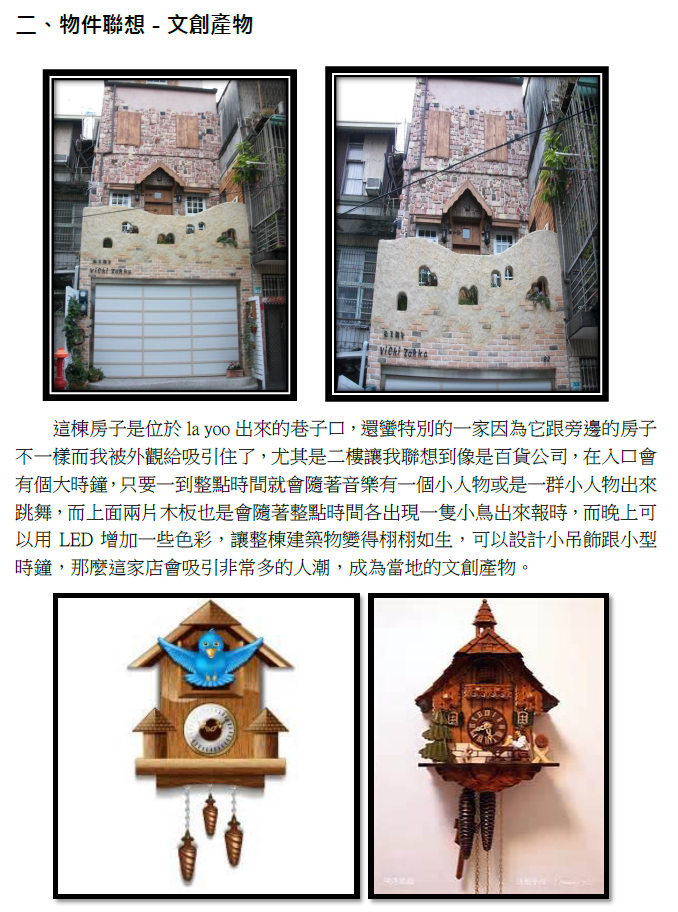 二、物件聯想 - 文創產物
ViCki Yakko
ViCki Yakko
這棟房子是位於 la yoo 出來的巷子口，還蠻特別的一家因為它跟旁邊的房子
不一樣而我被外觀給吸引住了，尤其是二樓讓我聯想到像是百貨公司，在入口會
有個大時鐘，只要一到整點時間就會隨著音樂有一個小人物或是一群小人物出來
跳舞，而上面兩片木板也是會隨著整點時間各出現一隻小鳥出來報時，而晚上可
以用 LED 增加一些色彩，讓整棟建築物變得栩栩如生，可以設計小吊飾跟小型
時鐘，那麼這家店會吸引非常多的人潮，成為當地的文創產物。